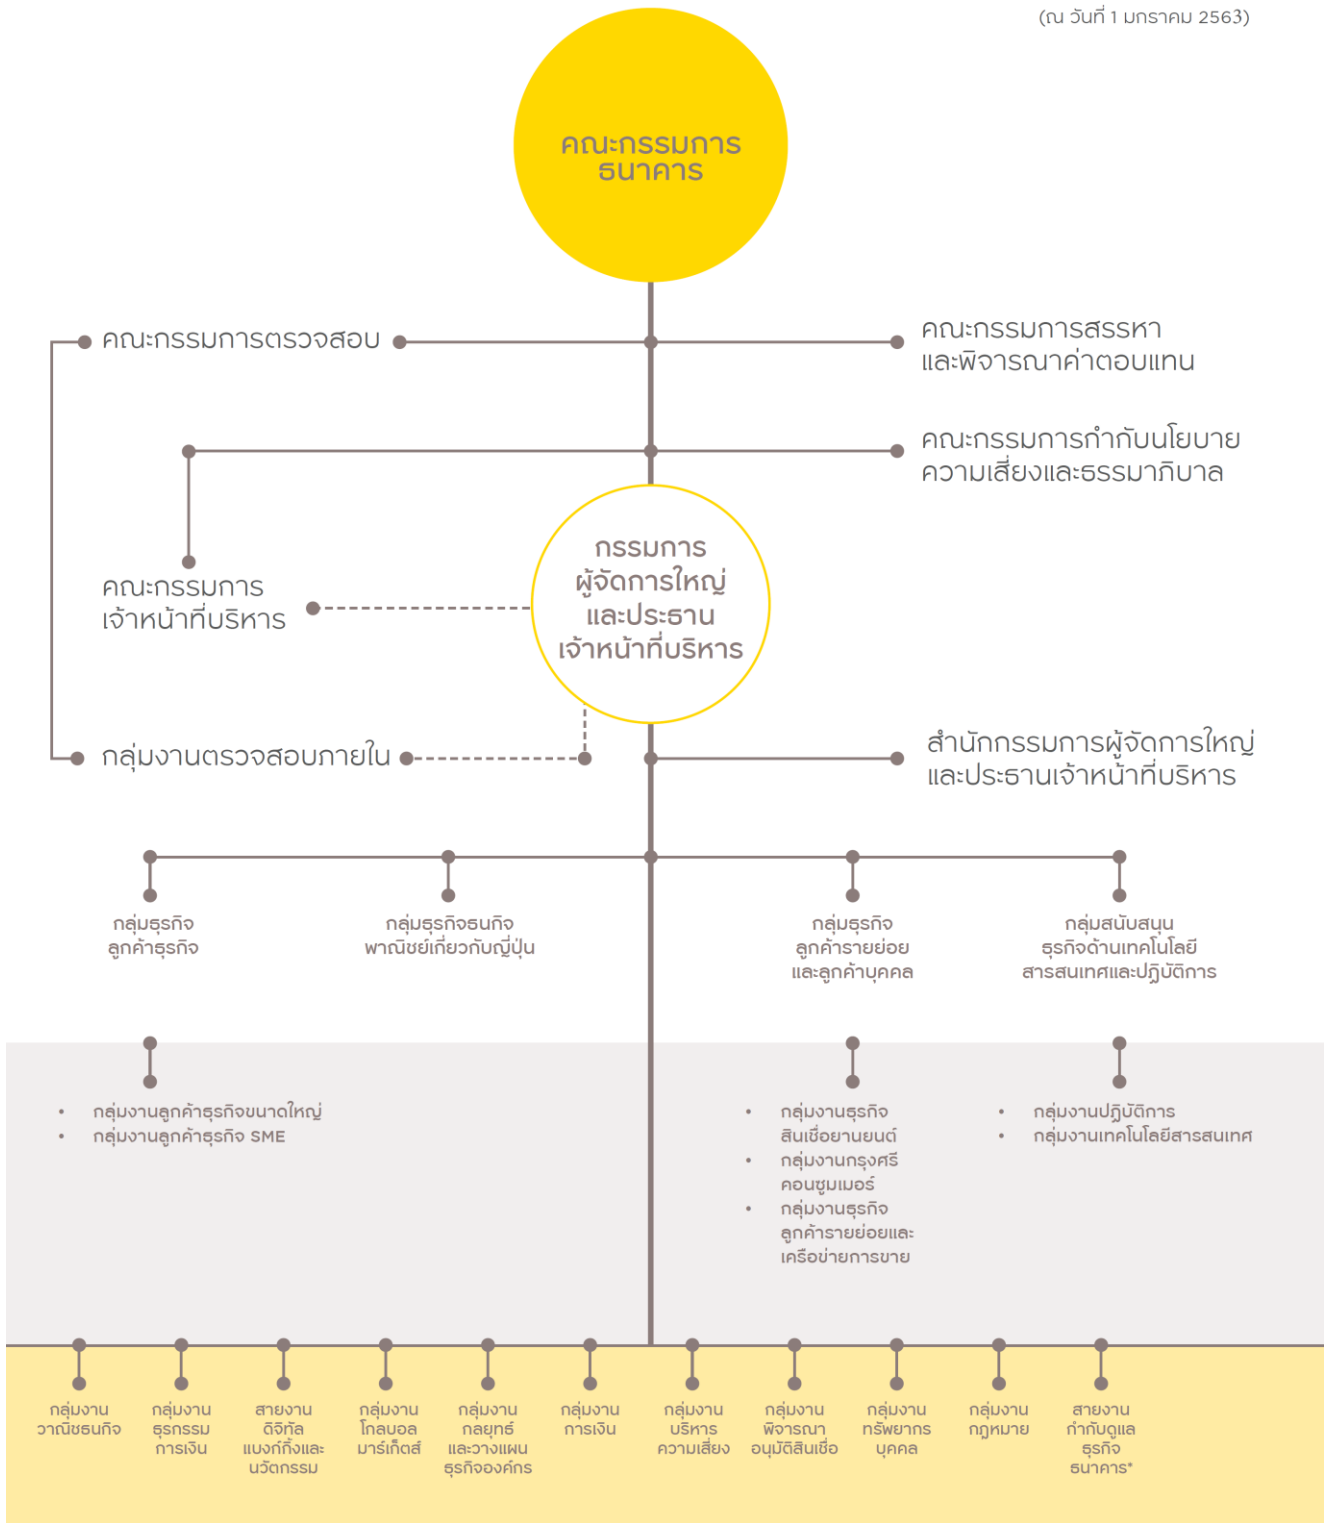 (ณ วันที่ 1 มกราคม 2563)
คณะกรรมการ
ธนาคาร
คณะกรรมการตรวจสอบ
คณะกรรมการสรรหา
และพิจารณาค่าตอบแทน
คณะกรรมการกำกับนโยบาย
ความเสี่ยงและธรรมาภิบาล
กรรมการ
ผู้จัดการใหญ่
และประธาน
เจ้าหน้าที่บริหาร
คณะกรรมการ
เจ้าหน้าที่บริหาร
กลุ่มงานตรวจสอบภายใน
สำนักกรรมการผู้จัดการใหญ่
และประธานเจ้าหน้าที่บริหาร
กลุ่มธุรกิจ
ลูกค้าธุรกิจ
กลุ่มธุรกิจธนกิจ
พาณิชย์เกี่ยวกับญี่ปุ่น
กลุ่มธุรกิจ
ลูกค้ารายย่อย
และลูกค้าบุคคล
กลุ่มสนับสนุน
ธุรกิจด้านเทคโนโลยี
สารสนเทศและปฏิบัติการ
• กลุ่มงานลูกค้าธุรกิจขนาดใหญ่
• กลุ่มงานลูกค้าธุรกิจ SME
• กลุ่มงานธุรกิจ
สินเชื่อยานยนต์
• กลุ่มงานกรุงศรี
คอนซูมเมอร์
• กลุ่มงานธุรกิจ
ลูกค้ารายย่อยและ
เครือข่ายการขาย
• กลุ่มงานปฏิบัติการ
• กลุ่มงานเทคโนโลยีสารสนเทศ
กลุ่มงาน
วาณิชธนกิจ
กลุ่มงาน
ธุรกรรม
การเงิน
สายงาน
ดิจิทัล
แบงก์กิ้งและ
นวัตกรรม
กลุ่มงาน
โกลบอล
มาร์เก็ตส์
กลุ่มงาน
กลยุทธ์
และวางแผน
ธุรกิจองค์กร
กลุ่มงาน
การเงิน
กลุ่มงาน
บริหาร
ความเสี่ยง
กลุ่มงาน
พิจารณา
อนุมัติสินเชื่อ
กลุ่มงาน
ทรัพยากร
บุคคล
กลุ่มงาน
กฎหมาย
สายงาน
กำกับดูแล
ธุรกิจ
ธนาคาร*